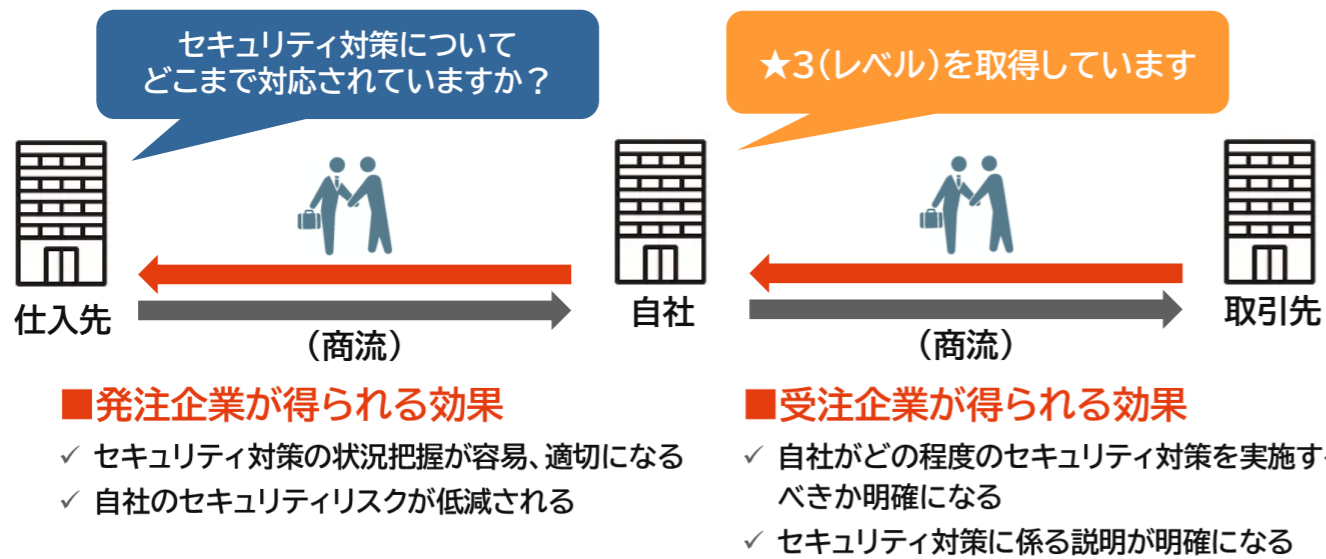 セキュリティ対策について
どこまで対応されていますか？
★3（レベル）を取得しています
仕入先
（商流）
自社
（商流）
取引先
■発注企業が得られる効果
✓ セキュリティ対策の状況把握が容易、適切になる
✓ 自社のセキュリティリスクが低減される
■受注企業が得られる効果
✓ 自社がどの程度のセキュリティ対策を実施す
べきか明確になる
✓ セキュリティ対策に係る説明が明確になる